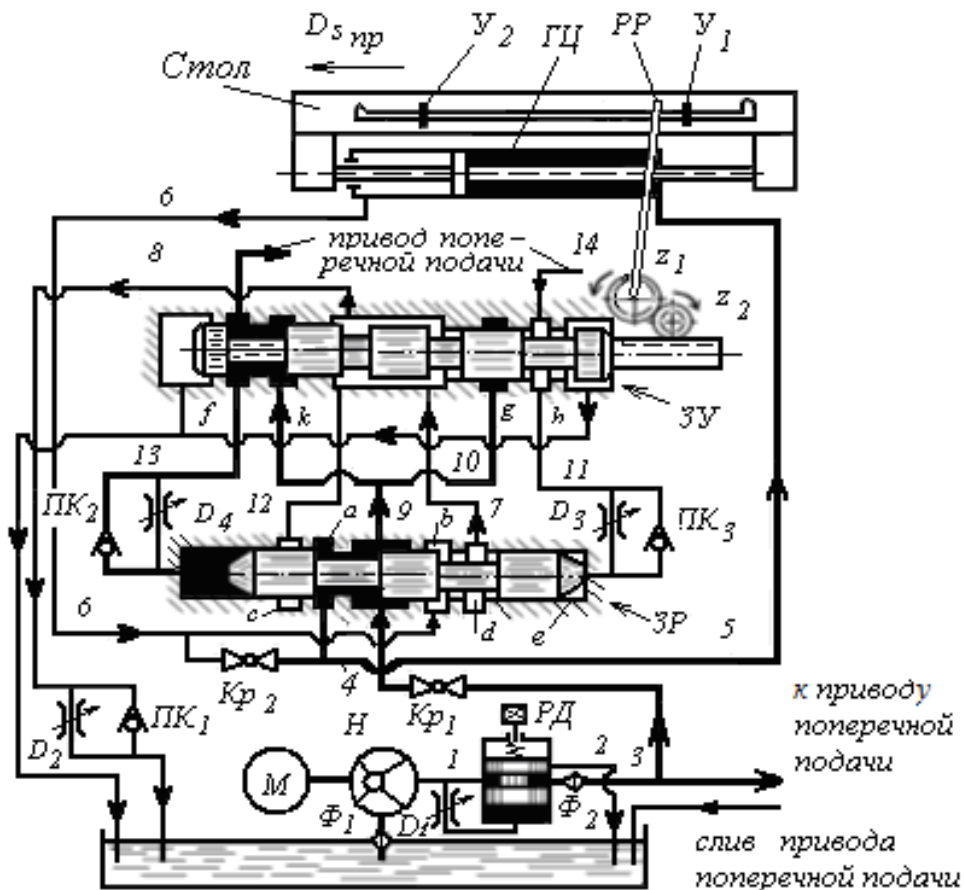 D s пр
У 2
ГЦ
РР
У 1
Стол
6
8
привод попе-
речной подачи
14
z 1
z 2
f
k
g
h
ЗУ
13
10
11
ПК 2
D 4
12
a
9
b
7
D 3
ПК 3
6
c
d
e
ЗР
5
Кр 2
4
Кр 1
к приводу
поперечной
подачи
D 2
ПК 1
Н
РД
1
2
3
М
Ф 1
D 1
Ф 2
слив привода
поперечной подачи